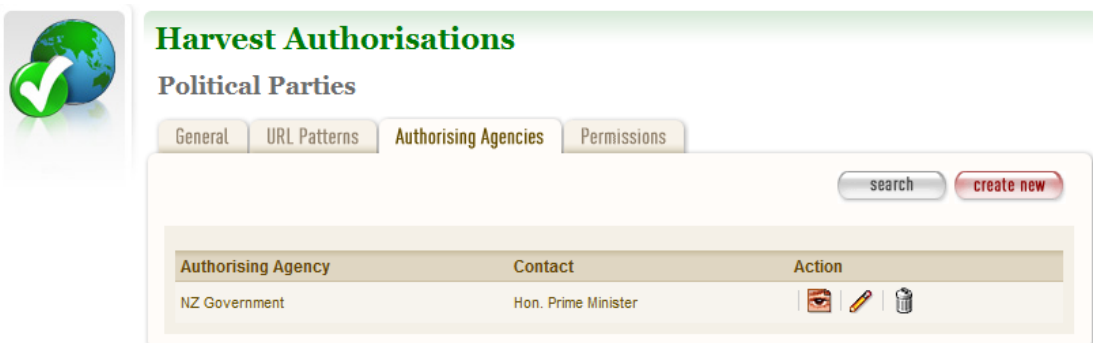 Harvest Authorisations
Political Parties
General URL Patterns Authorising Agencies Permissions
search create new
Authorising Agency Contact Action
NZ Government Hon. Prime Minister